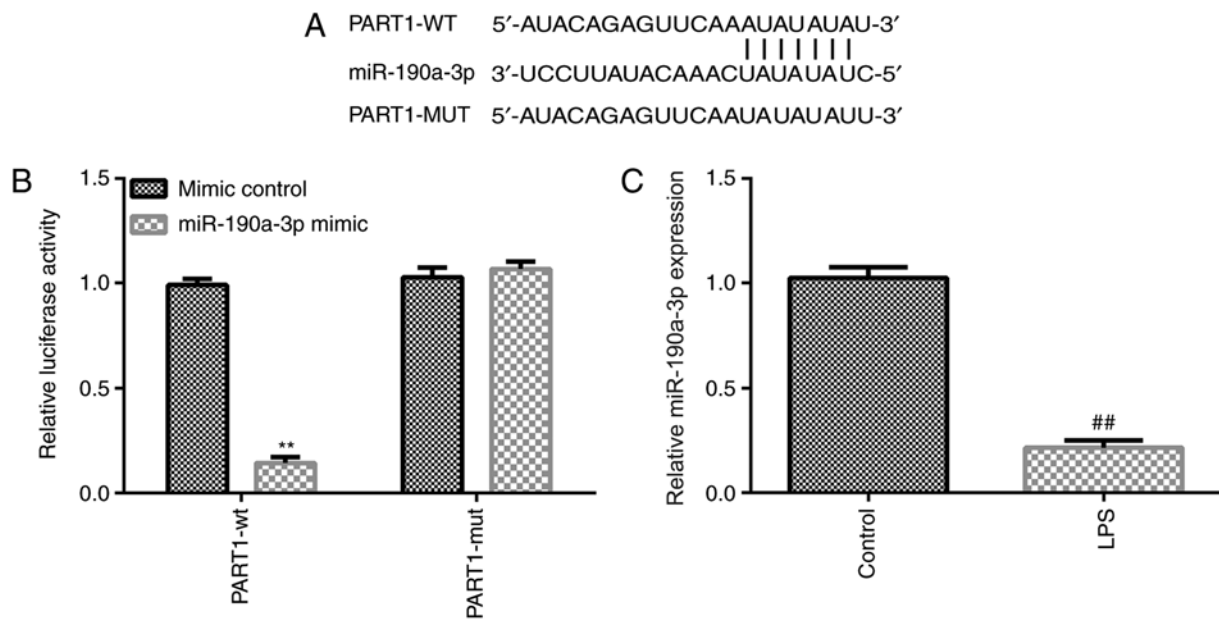 A
PART1-WT 5′-AUACAGAGUUCAAAUAUAUAU-3′
miR-190a-3p 3′-UCCUUAUACAAACUAUAUAUC-5′
PART1-MUT 5′-AUACAGAGUUCAAUAUAUAUU-3′
B
Relative luciferase activity
1.5
1.0
0.5
0.0
Mimic control
miR-190a-3p mimic
**
PART1-wt
PART1-mut
C
Relative miR-190a-3p expression
1.5
1.0
0.5
0.0
##
Control
LPS